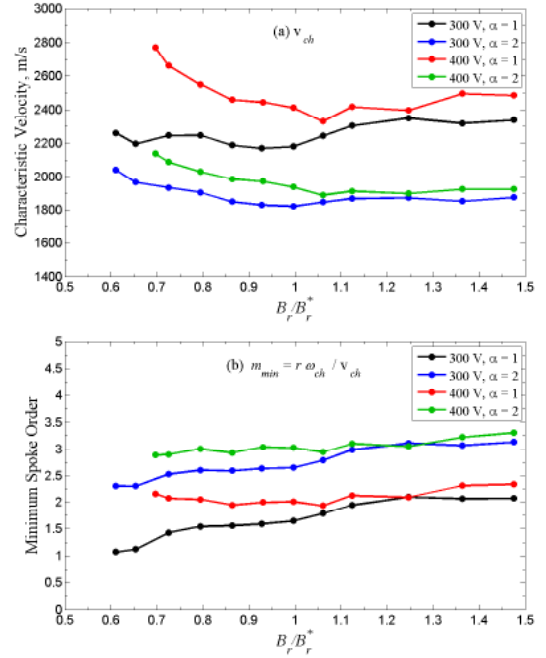 (a) v_ch
300 V, α = 1
300 V, α = 2
400 V, α = 1
400 V, α = 2
Characteristic Velocity, m/s
3000
2800
2600
2400
2200
2000
1800
1600
1400
0.5 0.6 0.7 0.8 0.9 1 1.1 1.2 1.3 1.4 1.5
B_r/B_r^*
(b) m_min = r ω_ch / v_ch
300 V, α = 1
300 V, α = 2
400 V, α = 1
400 V, α = 2
Minimum Spoke Order
5
4.5
4
3.5
3
2.5
2
1.5
1
0.5
0
0.5 0.6 0.7 0.8 0.9 1 1.1 1.2 1.3 1.4 1.5
B_r/B_r^*